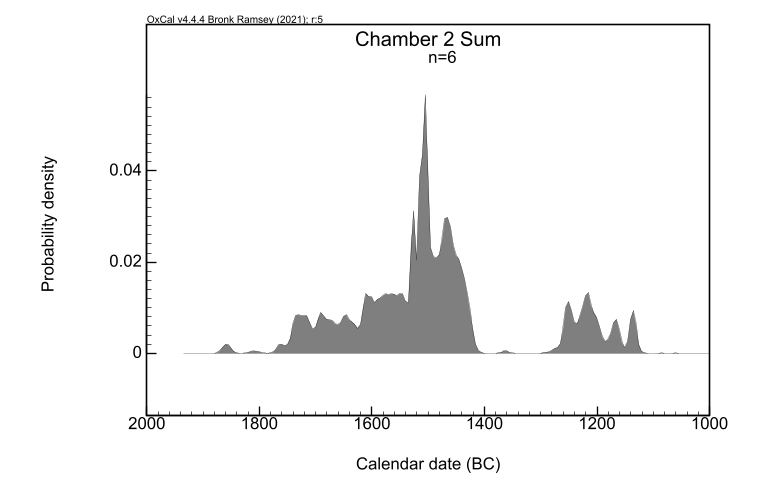 OxCal v4.4.4 Bronk Ramsey (2021); r:5
Chamber 2 Sum
n=6
Probability density
0.04
0.02
0
2000 1800 1600 1400 1200 1000
Calendar date (BC)